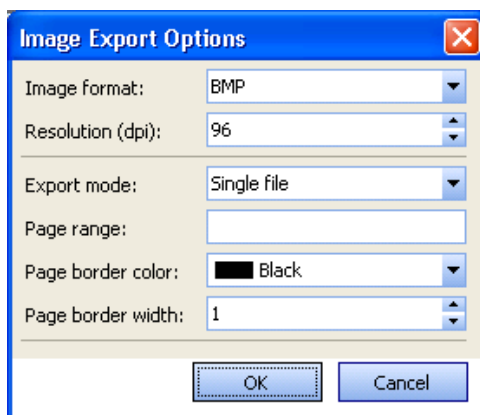 Image Export Options
Image format: BMP
Resolution (dpi): 96
Export mode: Single file
Page range:
Page border color: Black
Page border width: 1
OK Cancel